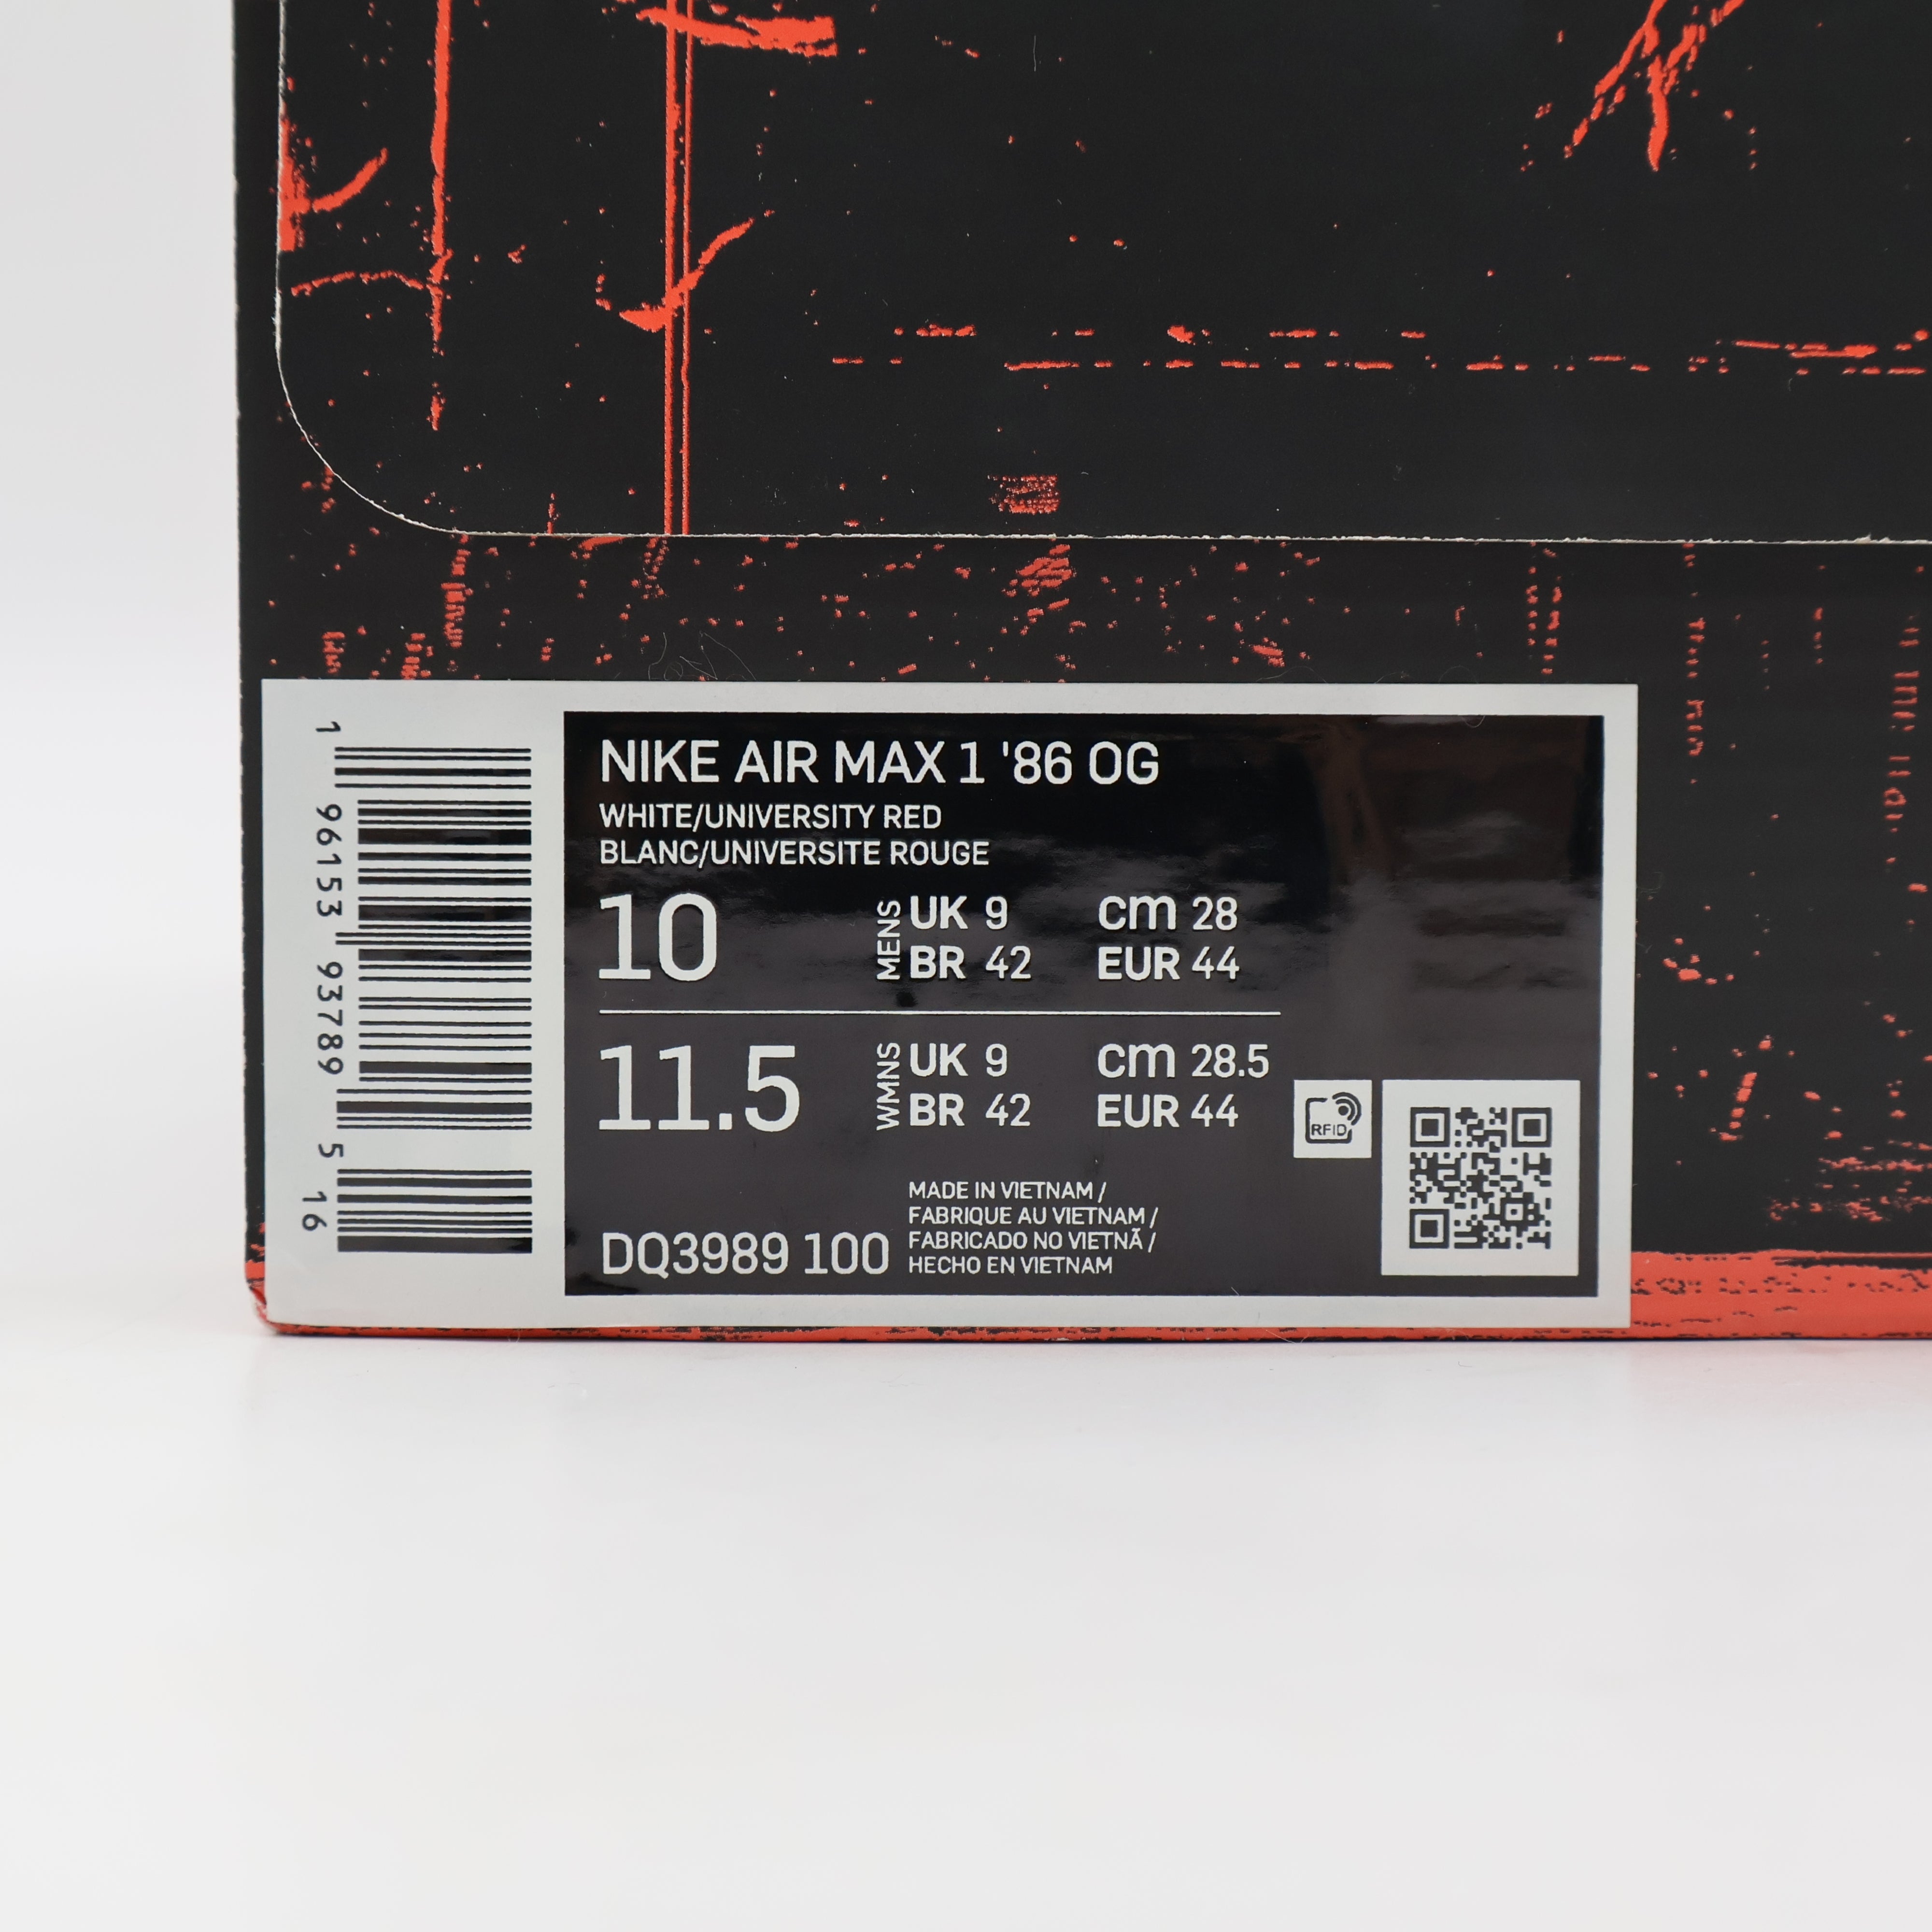 1 96153 93789 5 16
NIKE AIR MAX 1 '86 OG
WHITE/UNIVERSITY RED
BLANC/UNIVERSITE ROUGE
10 MENS UK 9 cm 28
BR 42 EUR 44
11.5 WMNS UK 9 cm 28.5
BR 42 EUR 44
RFID
MADE IN VIETNAM /
FABRIQUE AU VIETNAM /
FABRICADO NO VIETNÃ /
HECHO EN VIETNAM
DQ3989 100